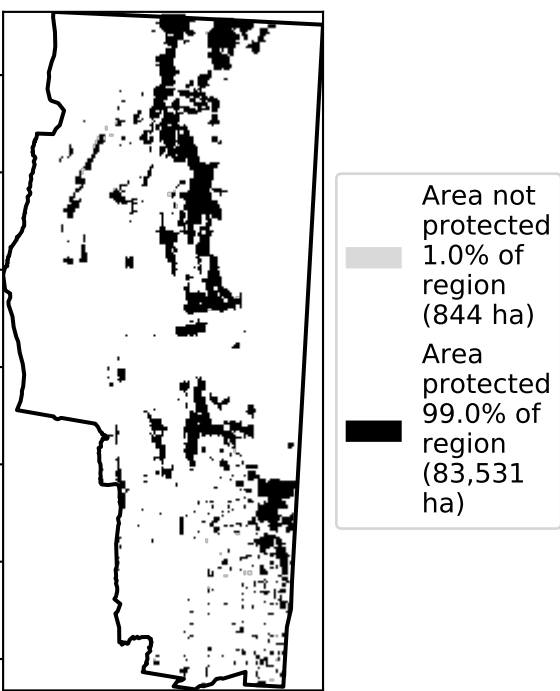 Area not
protected
1.0% of
region
(844 ha)
Area
protected
99.0% of
region
(83,531
ha)